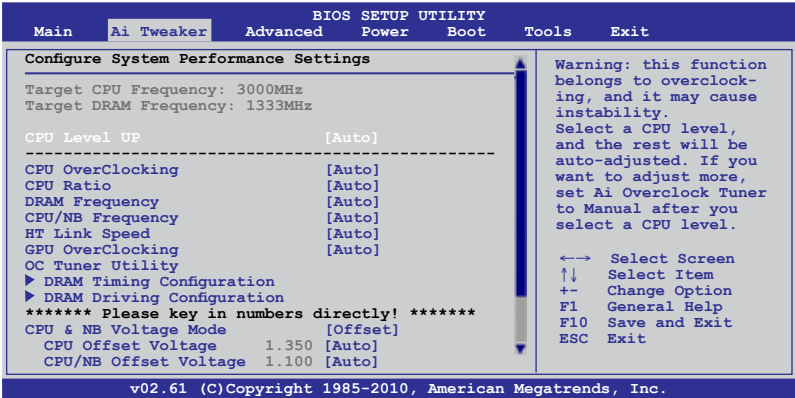 BIOS SETUP UTILITY
Main Ai Tweaker Advanced Power Boot Tools Exit
Configure System Performance Settings
Target CPU Frequency: 3000MHz
Target DRAM Frequency: 1333MHz
CPU Level UP [Auto]
CPU OverClocking [Auto]
CPU Ratio [Auto]
DRAM Frequency [Auto]
CPU/NB Frequency [Auto]
HT Link Speed [Auto]
GPU OverClocking [Auto]
OC Tuner Utility
DRAM Timing Configuration
DRAM Driving Configuration
******* Please key in numbers directly! *******
CPU & NB Voltage Mode [Offset]
CPU Offset Voltage 1.350 [Auto]
CPU/NB Offset Voltage 1.100 [Auto]
Warning: this function
belongs to overclock-
ing, and it may cause
instability.
Select a CPU level,
and the rest will be
auto-adjusted. If you
want to adjust more,
set Ai Overclock Tuner
to Manual after you
select a CPU level.
←→ Select Screen
↑↓ Select Item
+- Change Option
F1 General Help
F10 Save and Exit
ESC Exit
v02.61 (C)Copyright 1985-2010, American Megatrends, Inc.